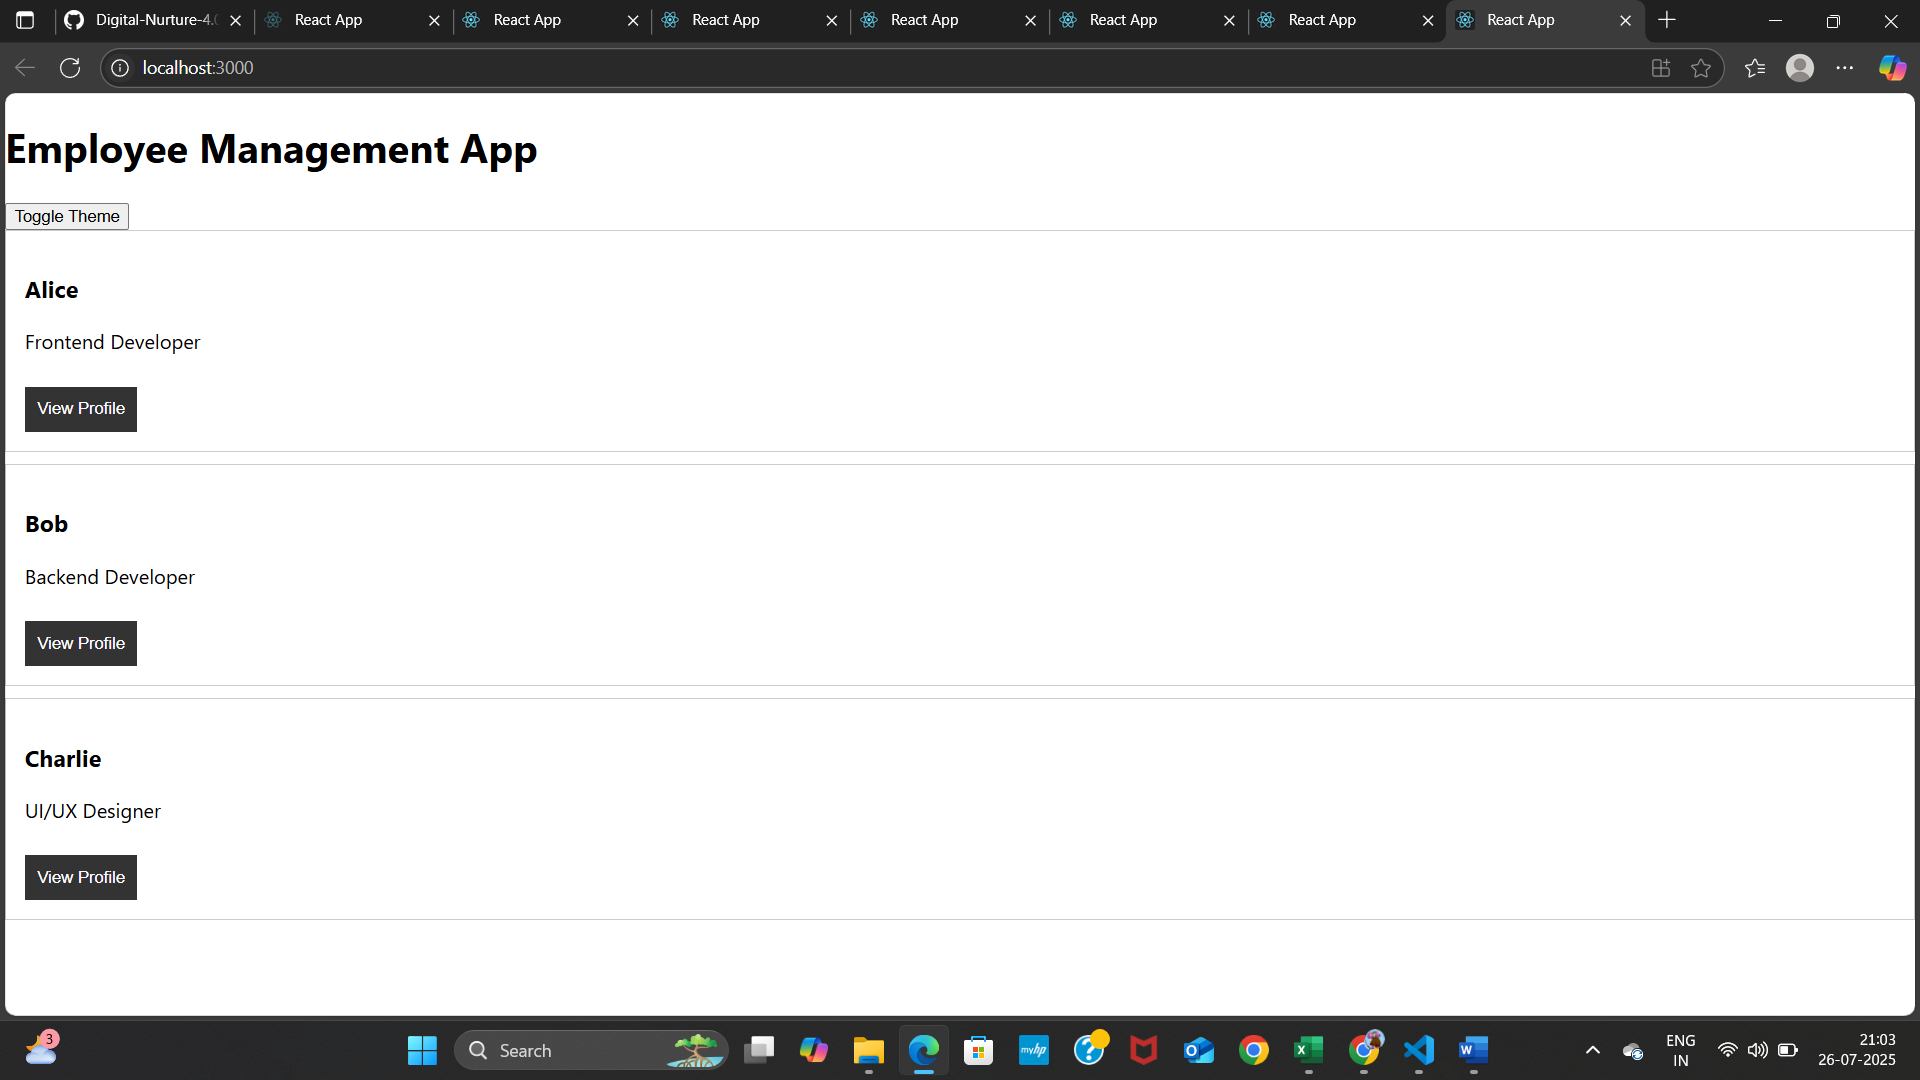 Digital-Nurture-4.0
React App
React App
React App
React App
React App
React App
React App
localhost:3000
Employee Management App
Toggle Theme
Alice
Frontend Developer
View Profile
Bob
Backend Developer
View Profile
Charlie
UI/UX Designer
View Profile
3
Search
myhp
ENG
IN
21:03
26-07-2025